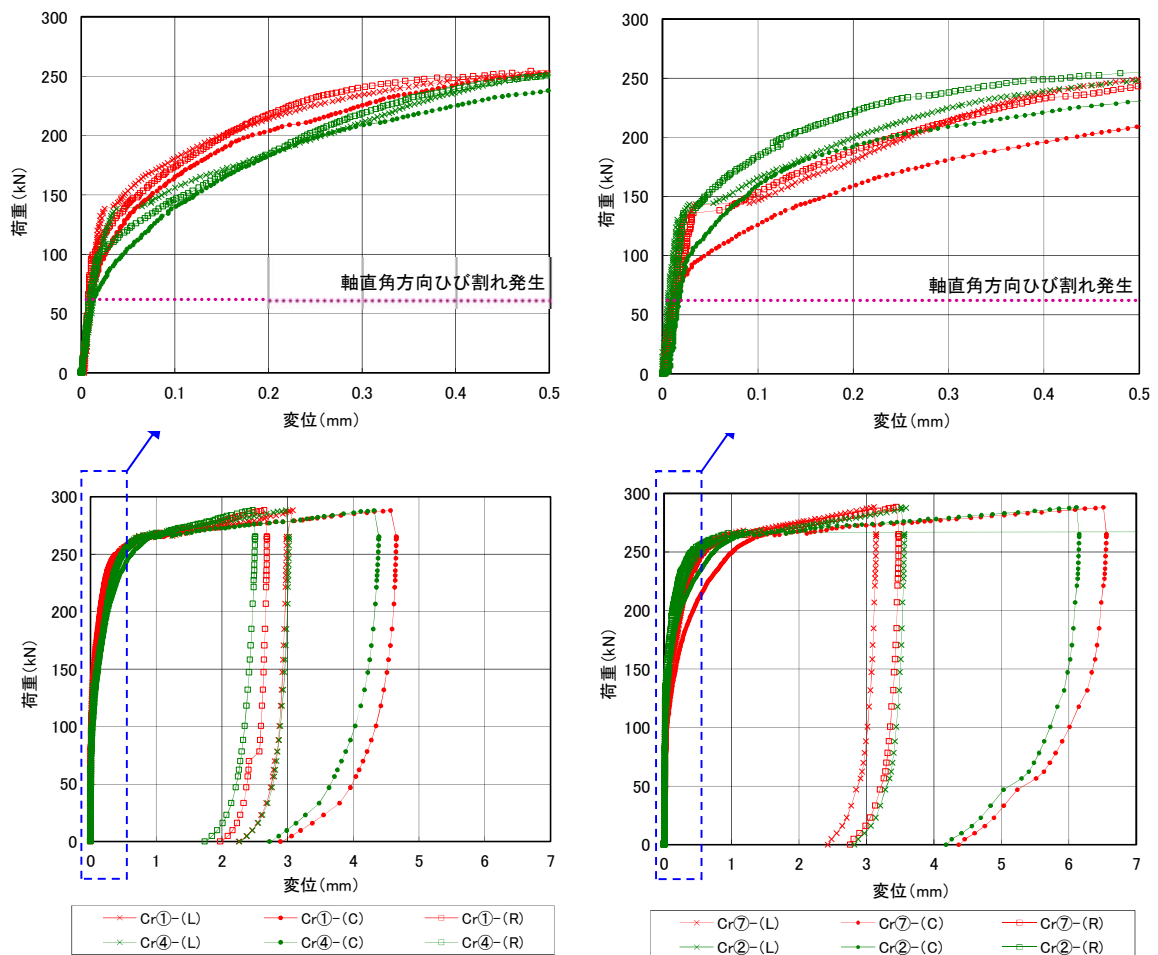 300
250
200
150
100
50
0
荷重(kN)
軸直角方向ひび割れ発生
0 0.1 0.2 0.3 0.4 0.5
変位(mm)
300
250
200
150
100
50
0
荷重(kN)
軸直角方向ひび割れ発生
0 0.1 0.2 0.3 0.4 0.5
変位(mm)
300
250
200
150
100
50
0
荷重(kN)
0 1 2 3 4 5 6 7
変位(mm)
Cr①-(L) Cr①-(C) Cr①-(R)
Cr④-(L) Cr④-(C) Cr④-(R)
300
250
200
150
100
50
0
荷重(kN)
0 1 2 3 4 5 6 7
変位(mm)
Cr⑦-(L) Cr⑦-(C) Cr⑦-(R)
Cr②-(L) Cr②-(C) Cr②-(R)